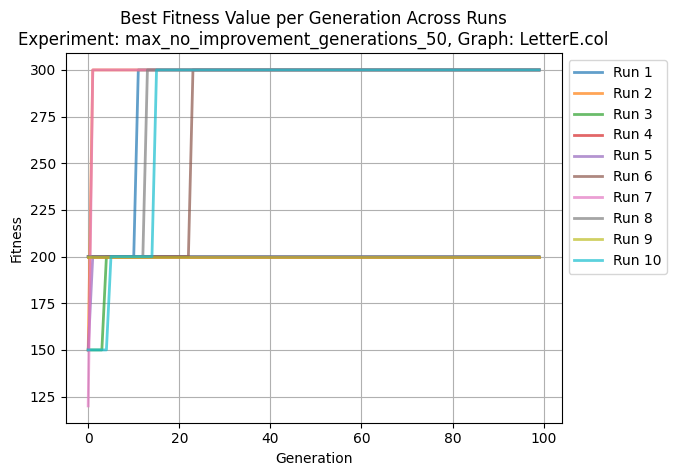 Best Fitness Value per Generation Across Runs
Experiment: max_no_improvement_generations_50, Graph: LetterE.col
300
275
250
225
200
175
150
125
Fitness
0
20
40
60
80
100
Generation
Run 1
Run 2
Run 3
Run 4
Run 5
Run 6
Run 7
Run 8
Run 9
Run 10